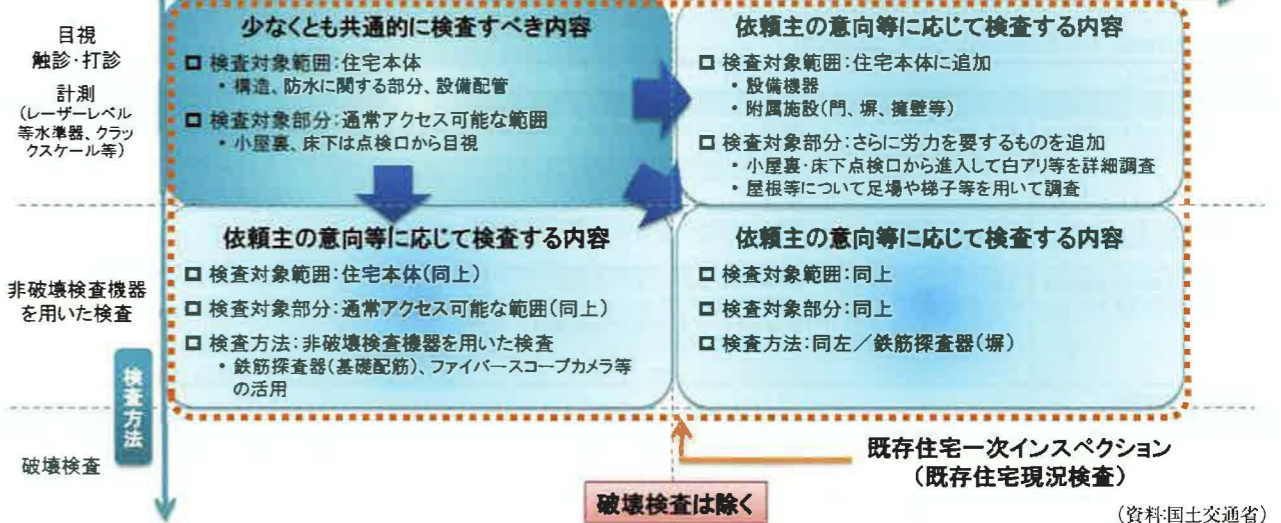 目視
触診・打診
計測
(レーザーレベル
等水準器、クラッ
クスケール等)
少なくとも共通的に検査すべき内容
検査対象範囲:住宅本体
・構造、防水に関する部分、設備配管
検査対象部分:通常アクセス可能な範囲
・小屋裏、床下は点検口から目視
依頼主の意向等に応じて検査する内容
検査対象範囲:住宅本体に追加
・設備機器
・附属施設(門、塀、擁壁等)
検査対象部分:さらに労力を要するものを追加
・小屋裏・床下点検口から進入して白アリ等を詳細調査
・屋根等について足場や梯子等を用いて調査
非破壊検査機器
を用いた検査
依頼主の意向等に応じて検査する内容
検査対象範囲:住宅本体(同上)
検査対象部分:通常アクセス可能な範囲(同上)
検査方法:非破壊検査機器を用いた検査
・鉄筋探査器(基礎配筋)、ファイバースコープカメラ等
の活用
依頼主の意向等に応じて検査する内容
検査対象範囲:同上
検査対象部分:同上
検査方法:同左/鉄筋探査器(塀)
検査方法
破壊検査
破壊検査は除く
既存住宅一次インスペクション
(既存住宅現況検査)
(資料:国土交通省)